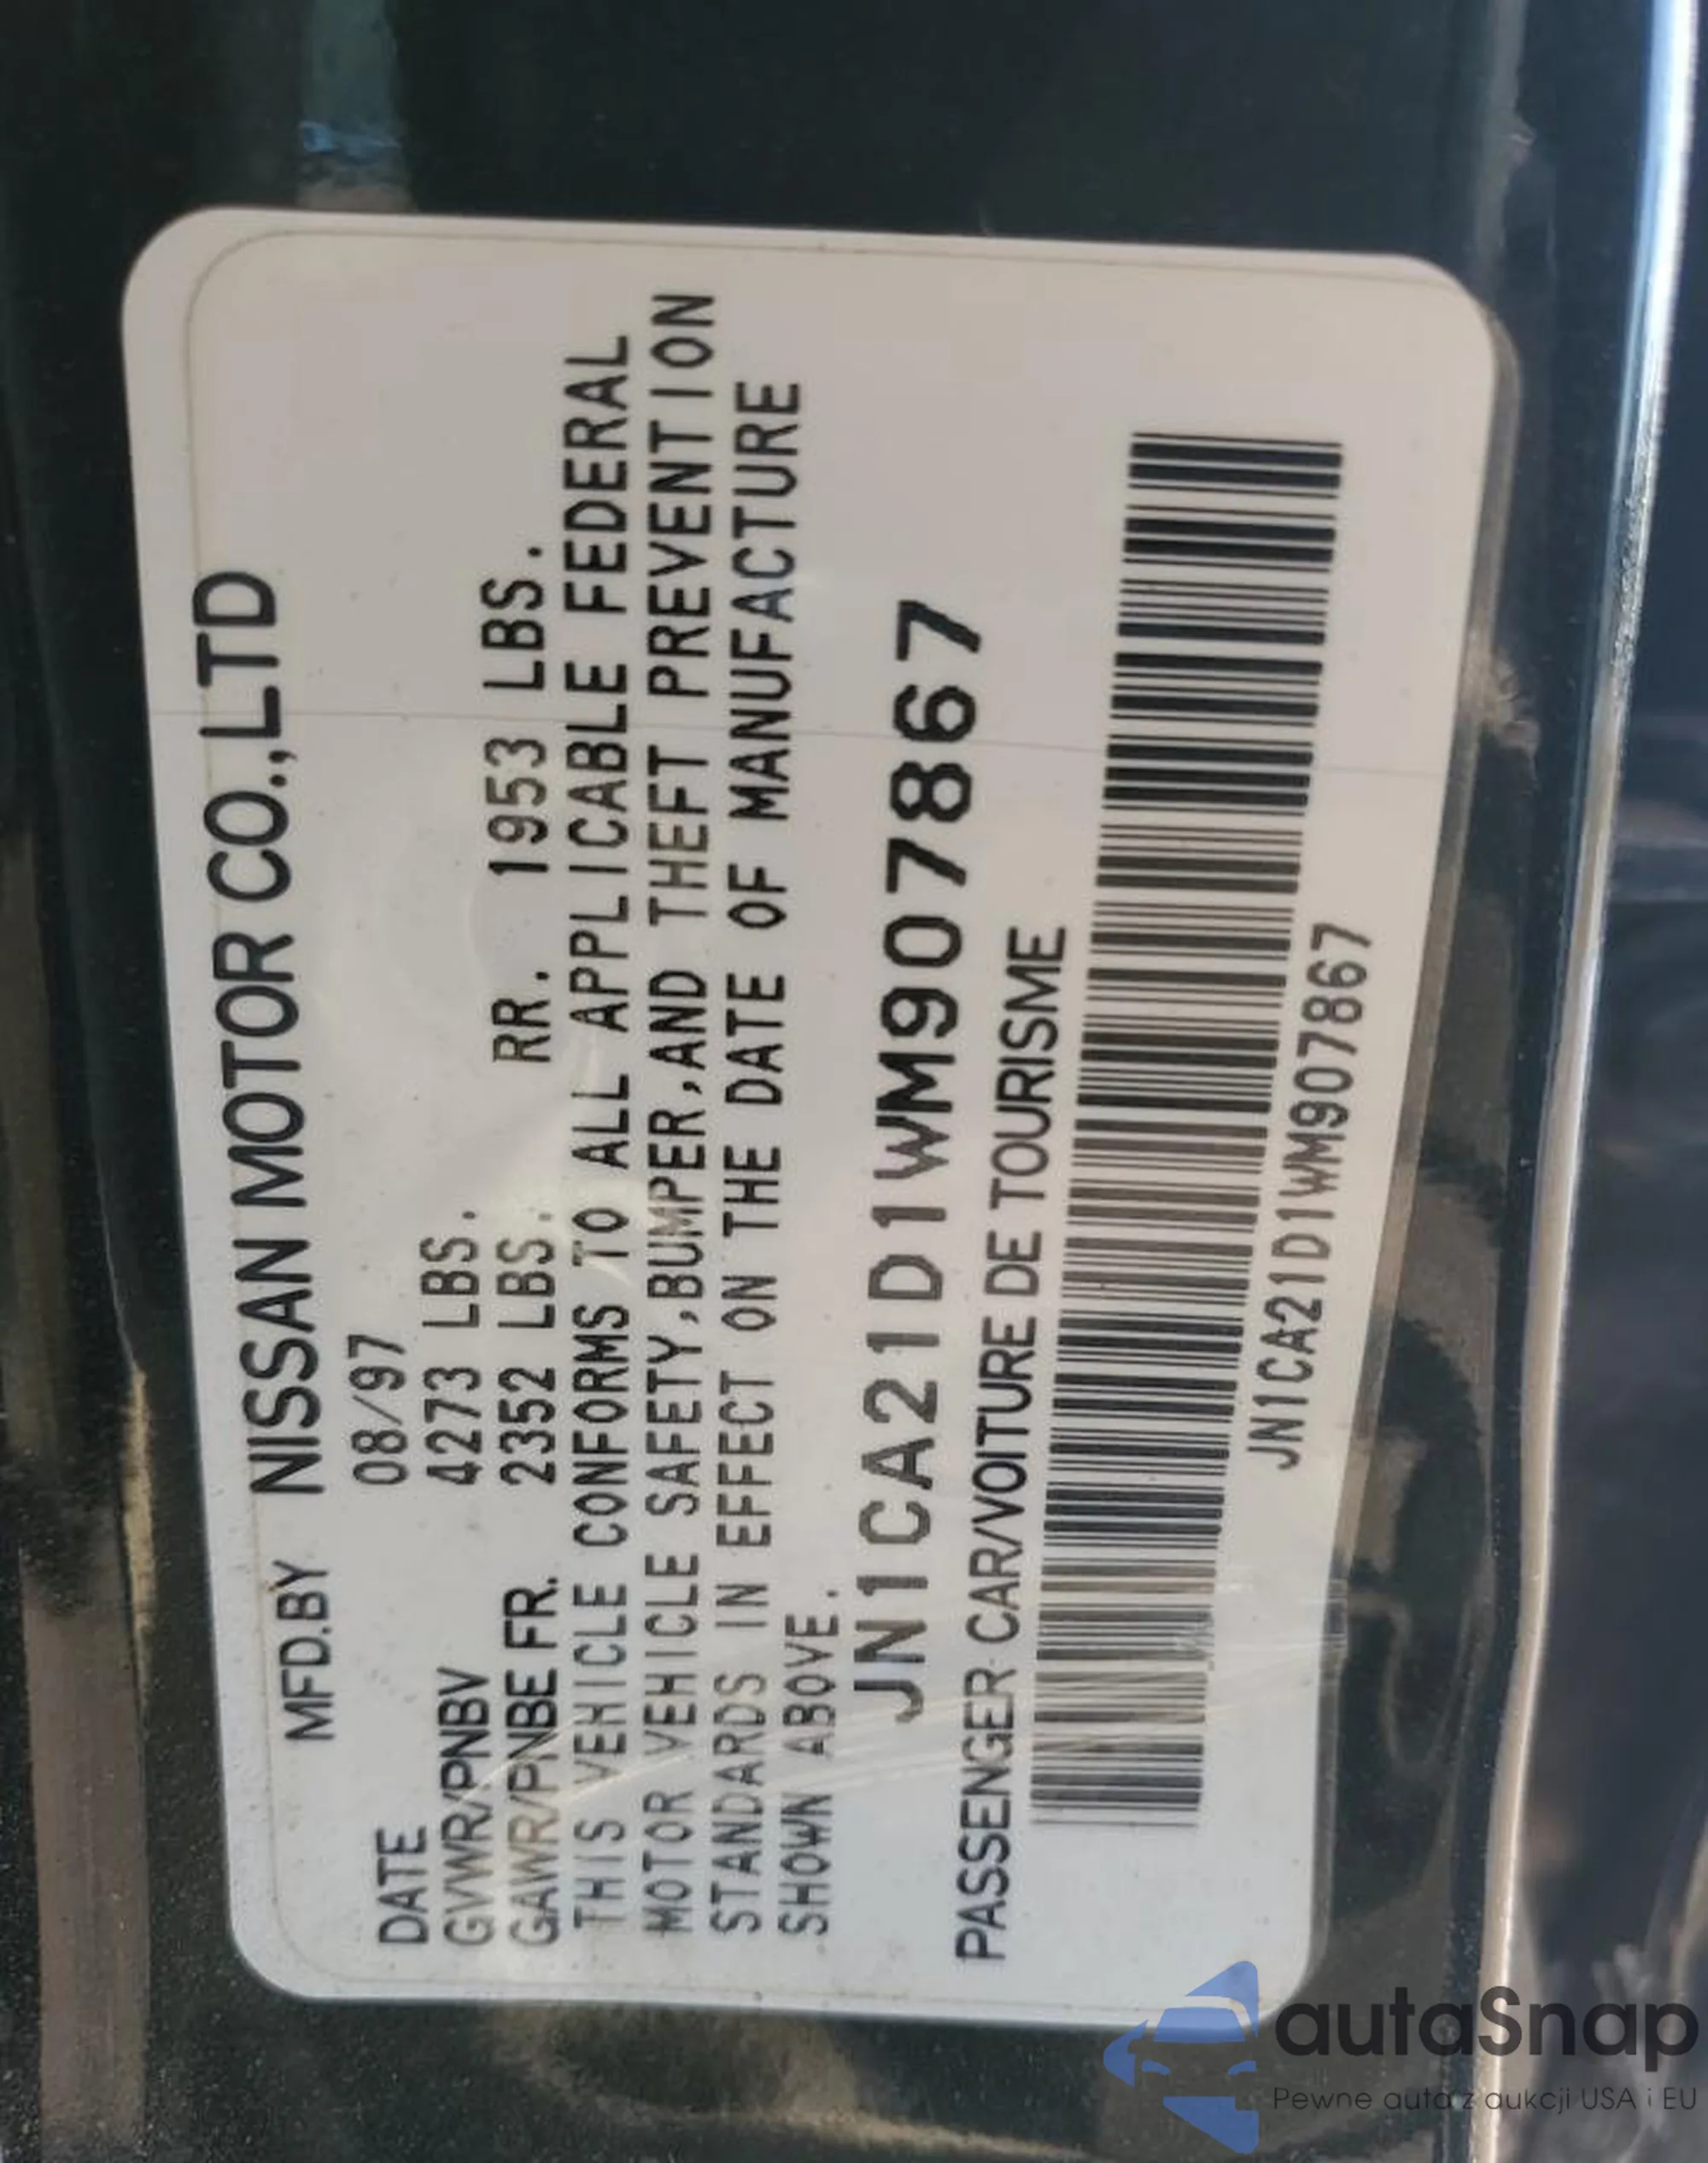 MFD.BY NISSAN MOTOR CO.,LTD
DATE 08/97
GVWR/PNBV 4273 LBS.
GAWR/PNBE FR. 2352 LBS. RR. 1953 LBS.
THIS VEHICLE CONFORMS TO ALL APPLICABLE FEDERAL
MOTOR VEHICLE SAFETY,BUMPER,AND THEFT PREVENTION
STANDARDS IN EFFECT ON THE DATE OF MANUFACTURE
SHOWN ABOVE.
JN1CA21D1WM907867
PASSENGER CAR/VOITURE DE TOURISME
JN1CA21D1WM907867
autaSnap
Pewne auta z aukcji USA i EU